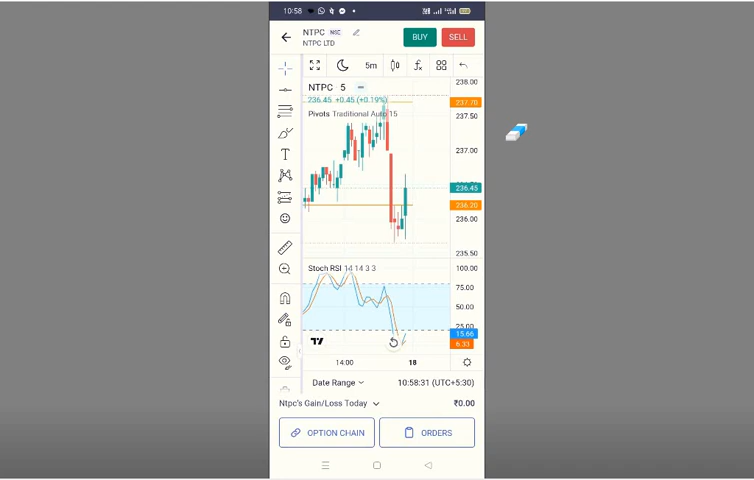 10:58
NTPC NSE
NTPC LTD
BUY
SELL
5m
NTPC · 5
236.45 +0.45 (+0.19%)
Pivots Traditional Auto 15
238.00
237.70
237.50
237.00
236.45
236.20
236.00
235.50
Stoch RSI 14 14 3 3
100.00
75.00
50.00
25.00
15.66
6.33
14:00
18
Date Range
10:58:31 (UTC+5:30)
Ntpc's Gain/Loss Today
₹0.00
OPTION CHAIN
ORDERS